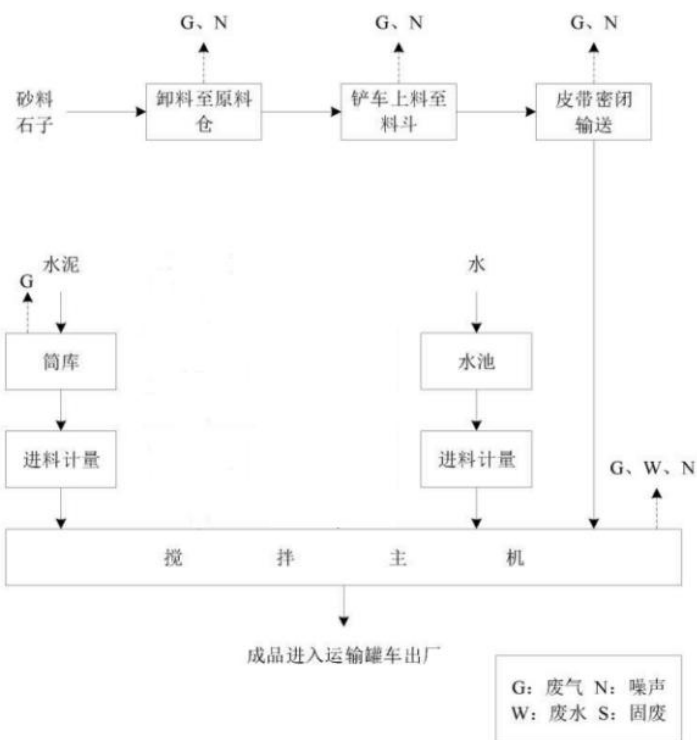 G、N
G、N
G、N
砂料
石子
卸料至原料
仓
铲车上料至
料斗
皮带密闭
输送
水泥
水
G
筒库
水池
进料计量
进料计量
G、W、N
搅 拌 主 机
成品进入运输罐车出厂
G：废气 N：噪声
W：废水 S：固废